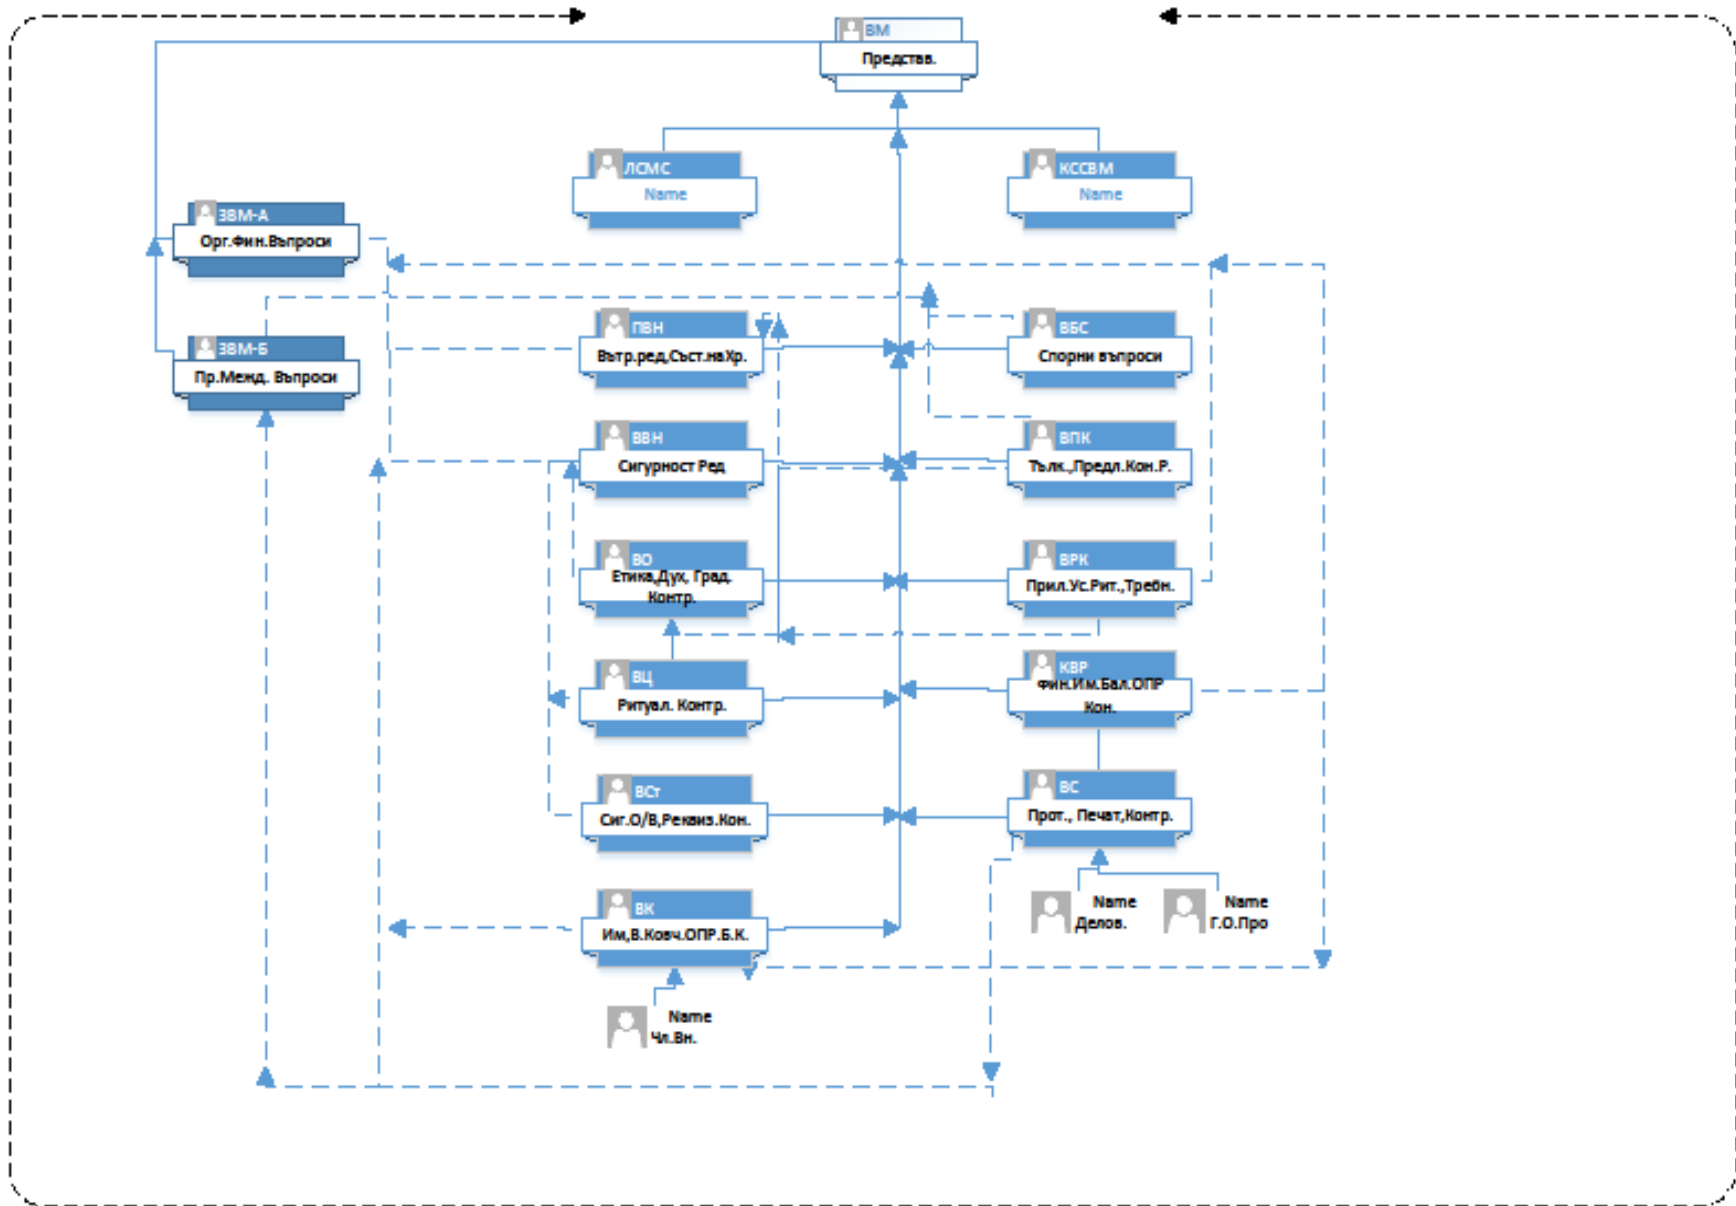 ВМ
Представ.
ЛСМС
Name
КССВМ
Name
ЗВМ-А
Орг.Фин.Въпроси
ЗВМ-Б
Пр.Межд. Въпроси
ПВН
Вътр.ред,Съст.наХр.
ВБС
Спорни въпроси
ВВН
Сигурност Ред
ВПК
Тълк.,Предл.Кон.Р.
ВО
Етика,Дух, Град.
Контр.
ВРК
Прил.Ус.Рит.,Требн.
ВЦ
Ритуал. Контр.
КВР
Фин.Им.Бал.ОПР
Кон.
ВСт
Сиг.О/В,Реквиз.Кон.
ВС
Прот., Печат,Контр.
ВК
Им,В.Ковч.ОПР.Б.К.
Name
Делов.
Name
Г.О.Про
Name
Чл.Вн.